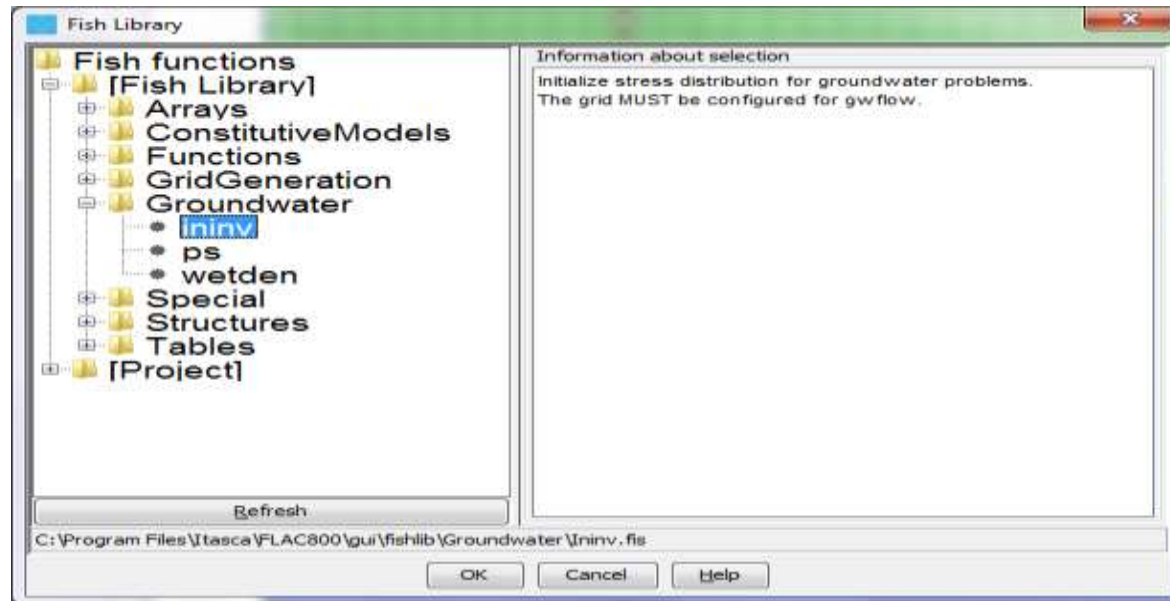 Fish Library
Fish functions
[Fish Library]
Arrays
ConstitutiveModels
Functions
GridGeneration
Groundwater
ininv
ps
wetden
Special
Structures
Tables
[Project]
Refresh
Information about selection
Initialize stress distribution for groundwater problems.
The grid MUST be configured for gwflow.
C:\Program Files\Itasca\FLAC800\gui\fishlib\Groundwater\Ininv.fis
OK
Cancel
Help